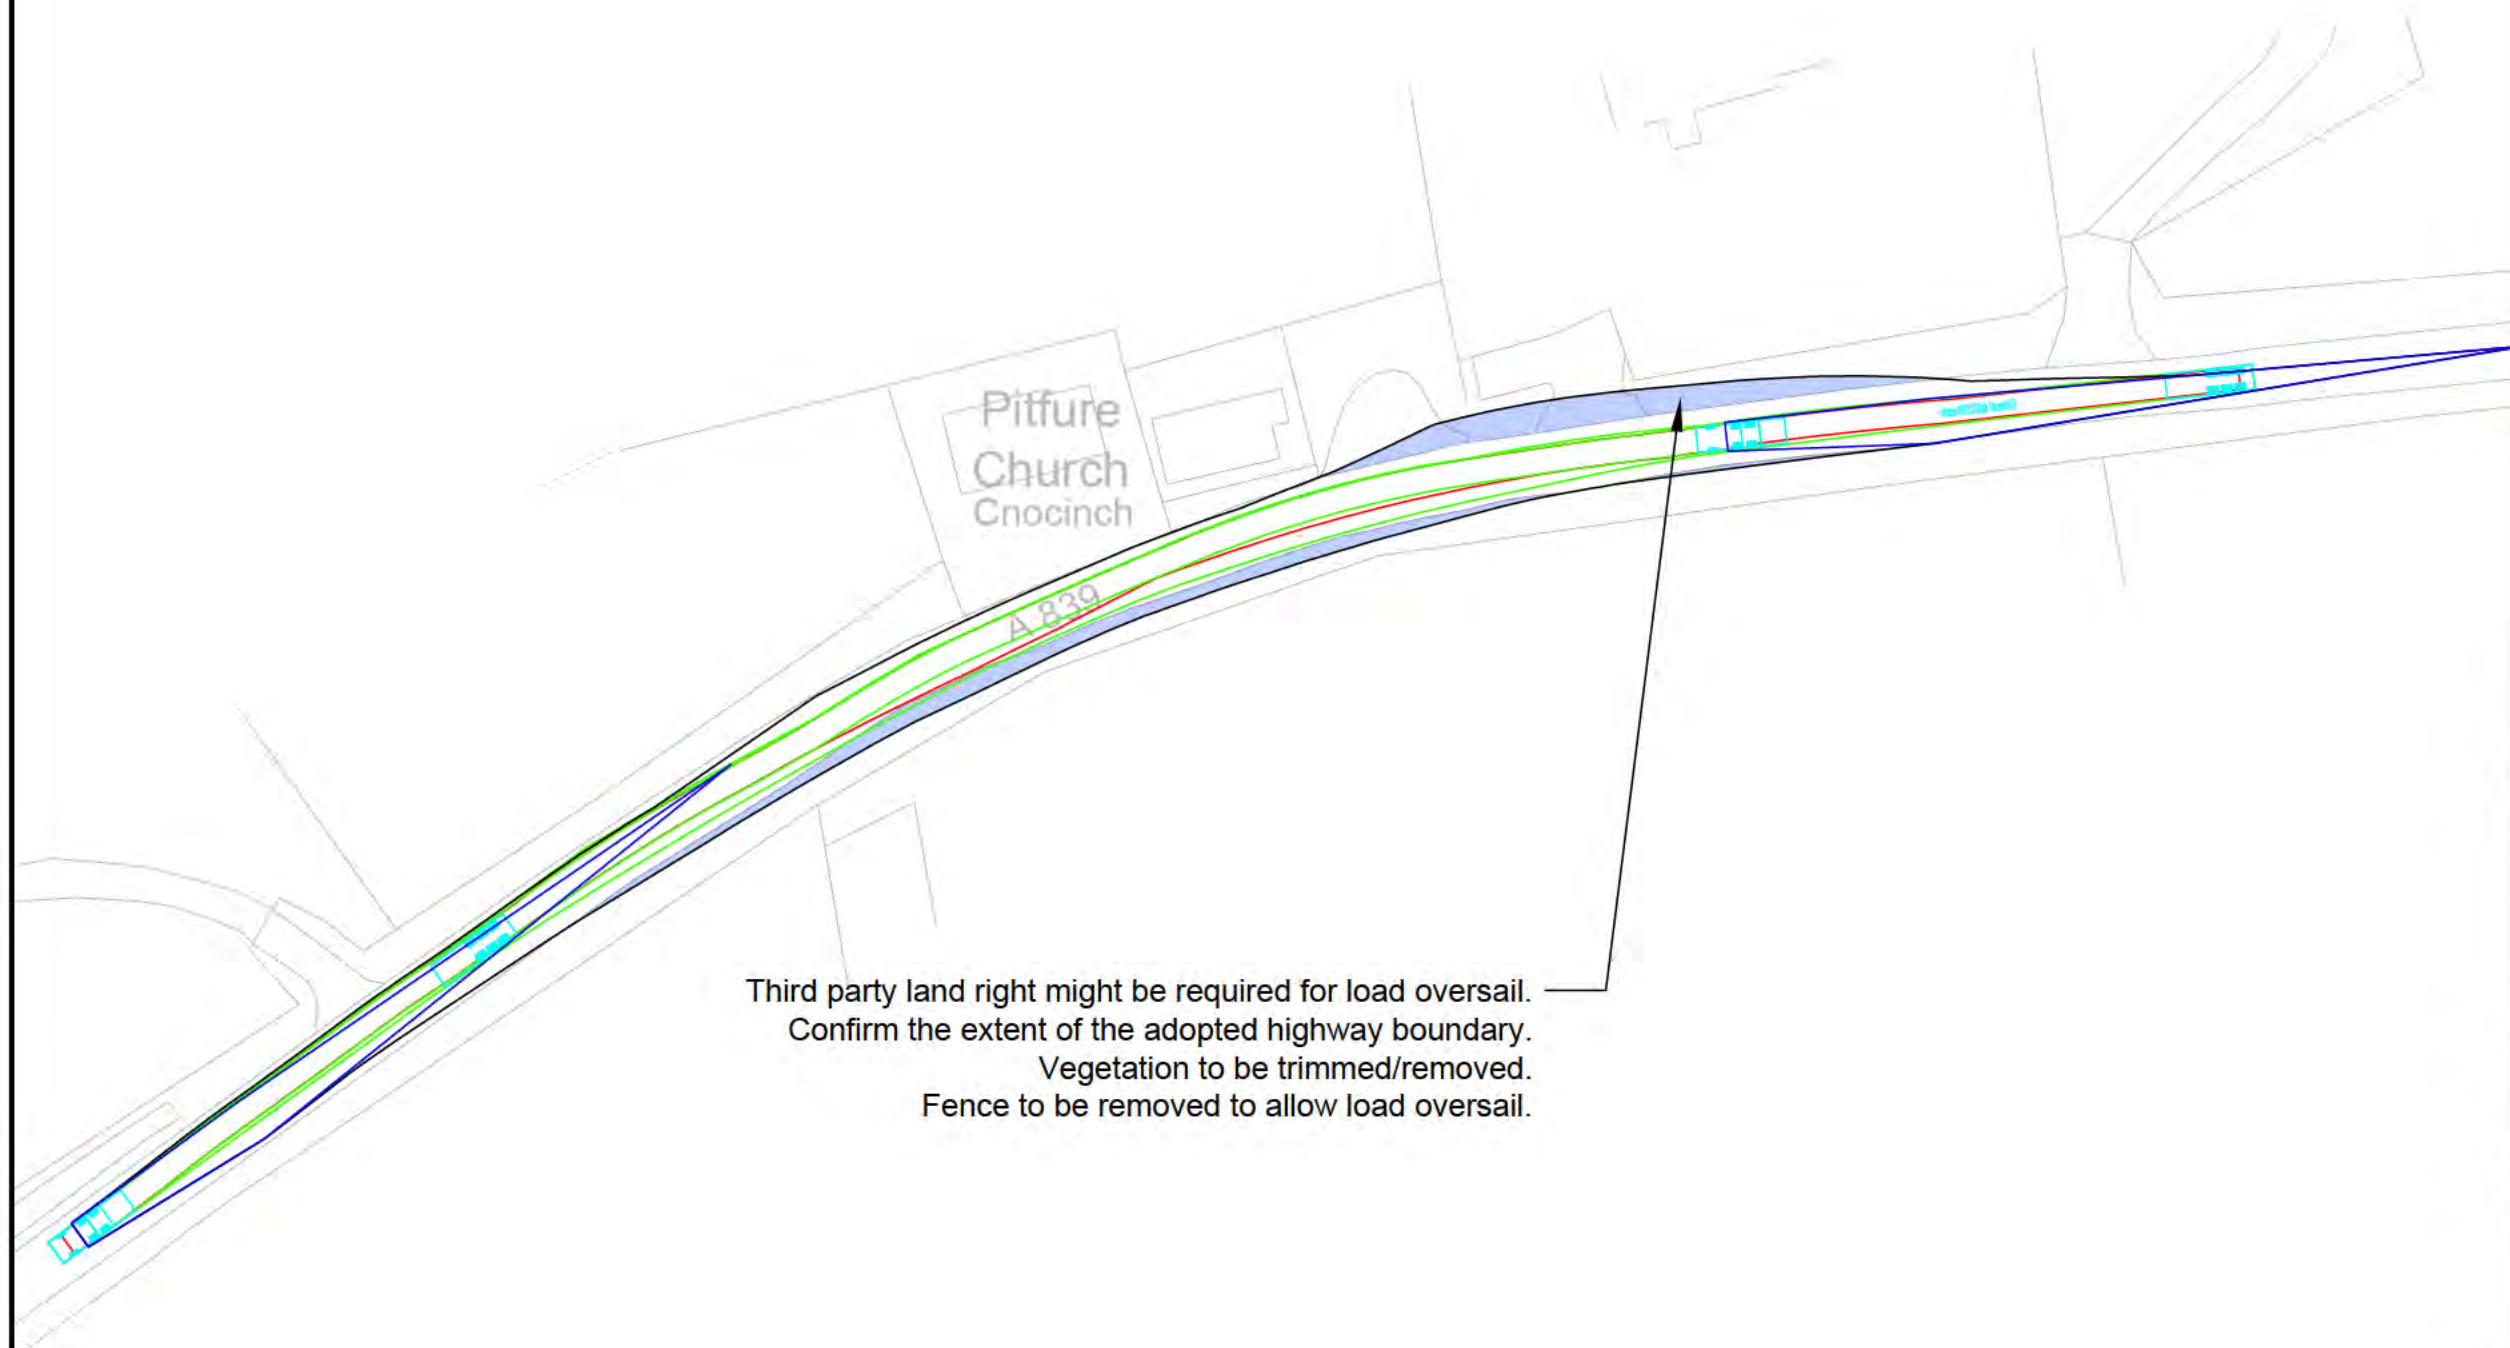 Pitfure
Church
Cnocinch
A 839
Third party land right might be required for load oversail.
Confirm the extent of the adopted highway boundary.
Vegetation to be trimmed/removed.
Fence to be removed to allow load oversail.